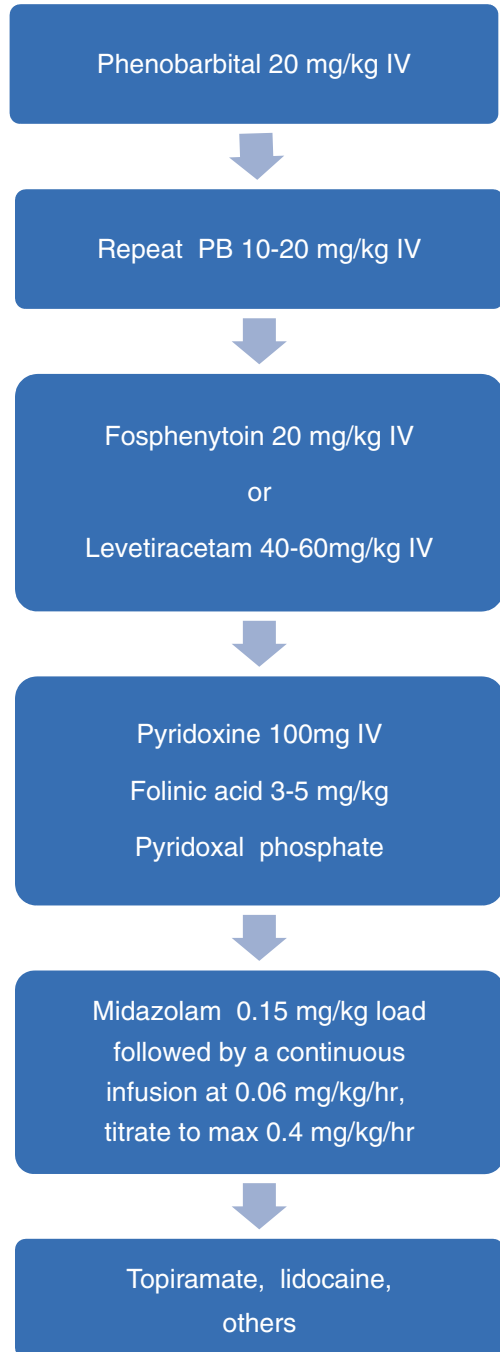 Phenobarbital 20 mg/kg IV
Repeat PB 10-20 mg/kg IV
Fosphenytoin 20 mg/kg IV
or
Levetiracetam 40-60mg/kg IV
Pyridoxine 100mg IV
Folinic acid 3-5 mg/kg
Pyridoxal phosphate
Midazolam 0.15 mg/kg load
followed by a continuous
infusion at 0.06 mg/kg/hr,
titrate to max 0.4 mg/kg/hr
Topiramate, lidocaine,
others